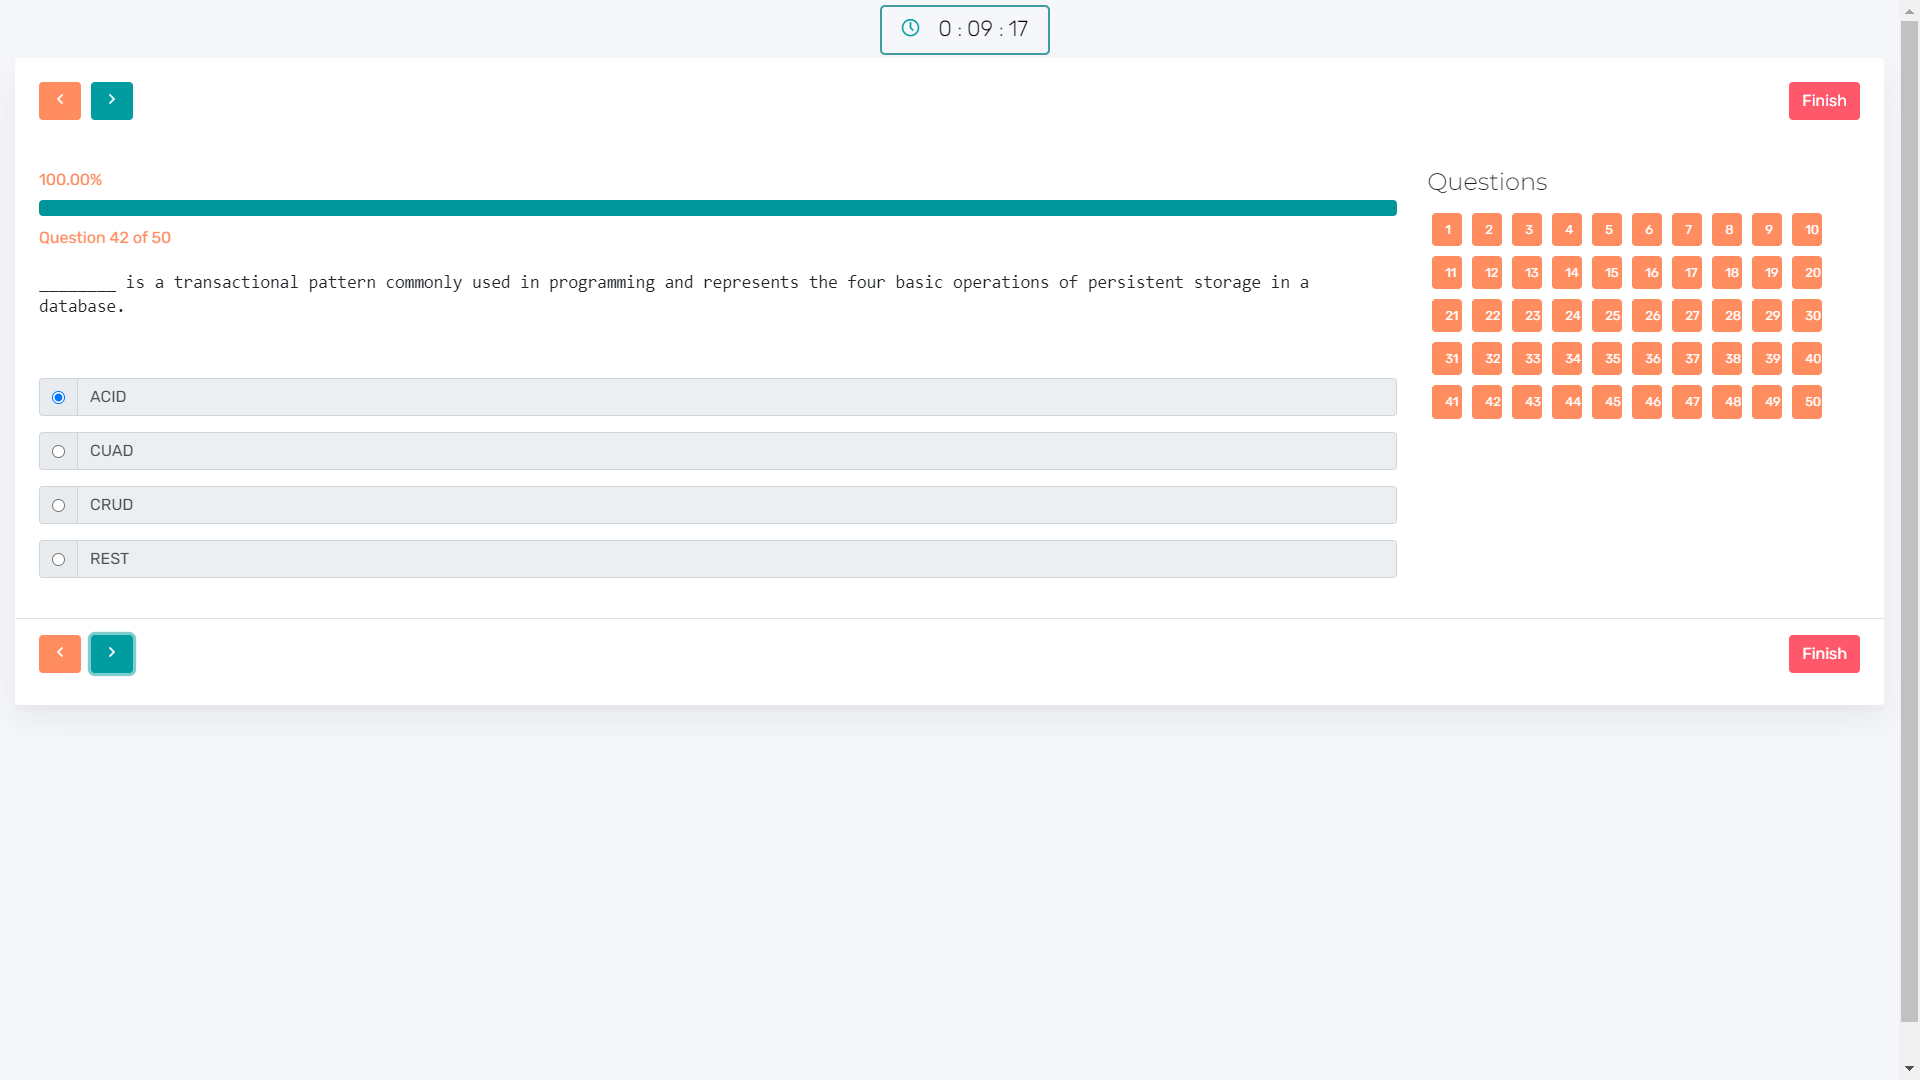 0 : 09 : 17
Finish
100.00%
Question 42 of 50
________ is a transactional pattern commonly used in programming and represents the four basic operations of persistent storage in a
database.
ACID
CUAD
CRUD
REST
Questions
1 2 3 4 5 6 7 8 9 10
11 12 13 14 15 16 17 18 19 20
21 22 23 24 25 26 27 28 29 30
31 32 33 34 35 36 37 38 39 40
41 42 43 44 45 46 47 48 49 50
Finish